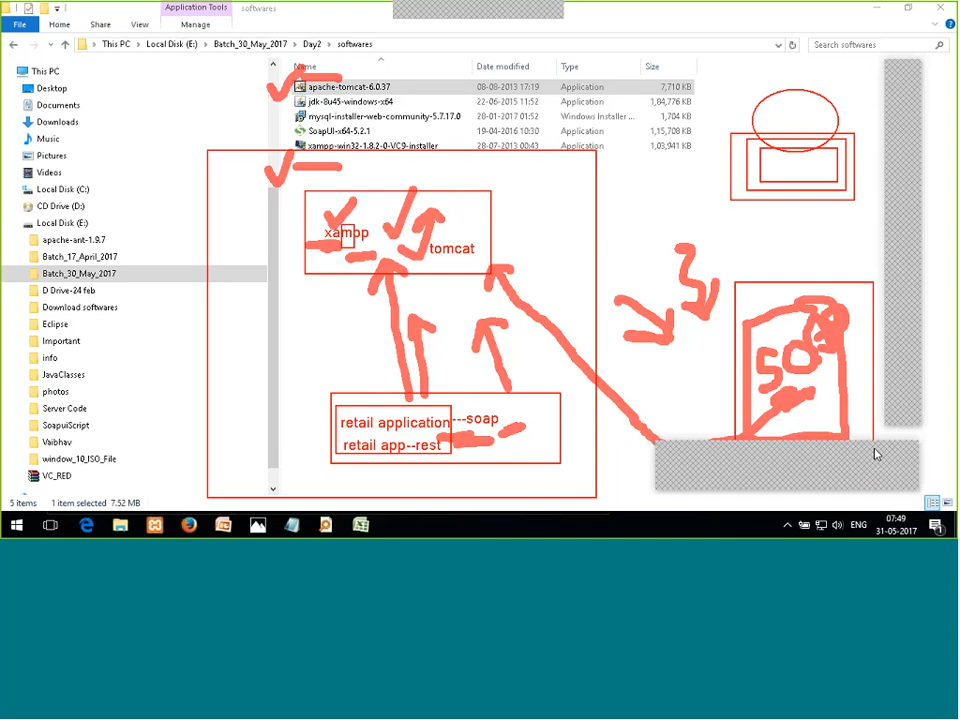 Application Tools softwares
File Home Share View Manage
This PC Local Disk (E:) Batch_30_May_2017 Day2 softwares Search softwares
Name Date modified Type Size
This PC
Desktop
Documents
Downloads
Music
Pictures
Videos
Local Disk (C:)
CD Drive (D:)
Local Disk (E:)
apache-ant-1.9.7
Batch_17_April_2017
Batch_30_May_2017
D Drive-24 feb
Download softwares
Eclipse
Important
info
JavaClasses
photos
Server Code
SoapuiScript
Vaibhav
window_10_ISO_File
VC_RED
apache-tomcat-6.0.37 08-08-2013 17:19 Application 7,710 KB
jdk-8u45-windows-x64 22-06-2015 11:52 Application 1,84,776 KB
mysql-installer-web-community-5.7.17.0 28-01-2017 01:52 Windows Installer ... 1,704 KB
SoapUI-x64-5.2.1 19-04-2016 10:30 Application 1,15,708 KB
xampp-win32-1.8.2-0-VC9-installer 28-07-2013 00:43 Application 1,03,941 KB
xampp
tomcat
retail application---soap
retail app--rest
3
50
5 items 1 item selected 7.52 MB
ENG 07:49
31-05-2017
1